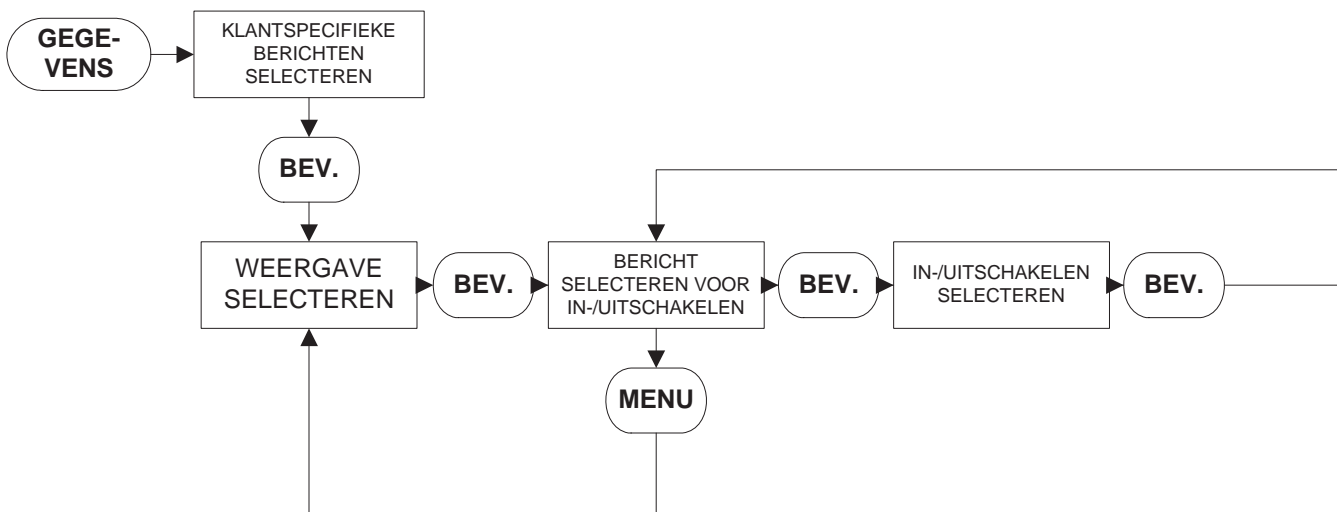 GEGE-
VENS
KLANTSPECIFIEKE
BERICHTEN
SELECTEREN
BEV.
WEERGAVE
SELECTEREN
BEV.
BERICHT
SELECTEREN VOOR
IN-/UITSCHAKELEN
BEV.
IN-/UITSCHAKELEN
SELECTEREN
BEV.
MENU